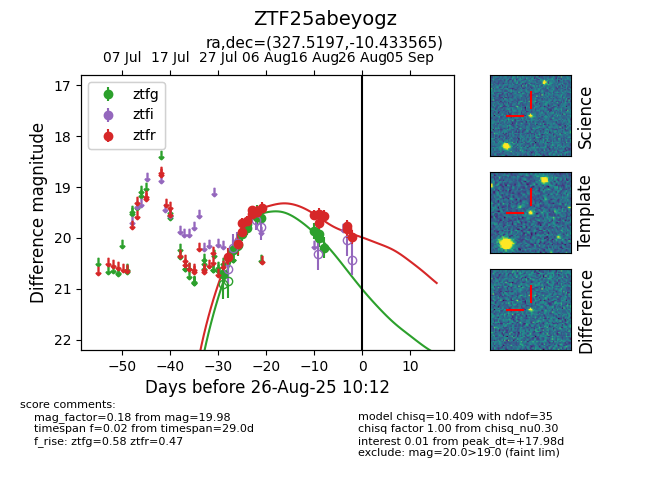 ZTF25abeyogz
ra,dec=(327.5197,-10.433565)
07 Jul 17 Jul 27 Jul 06 Aug 16 Aug 26 Aug 05 Sep
ztfg
ztfi
ztfr
17
18
19
20
21
22
Difference magnitude
−50 −40 −30 −20 −10 0 10
Days before 26-Aug-25 10:12
Science
Template
Difference
score comments:
mag_factor=0.18 from mag=19.98
timespan f=0.02 from timespan=29.0d
f_rise: ztfg=0.58 ztfr=0.47
model chisq=10.409 with ndof=35
chisq factor 1.00 from chisq_nu0.30
interest 0.01 from peak_dt=+17.98d
exclude: mag=20.0>19.0 (faint lim)